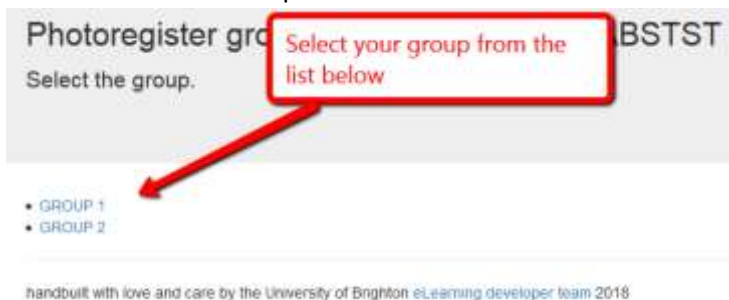 Photoregister gro BSTST
Select your group from the
list below
Select the group.
• GROUP 1
• GROUP 2
handbuilt with love and care by the University of Brighton eLearning developer team 2018